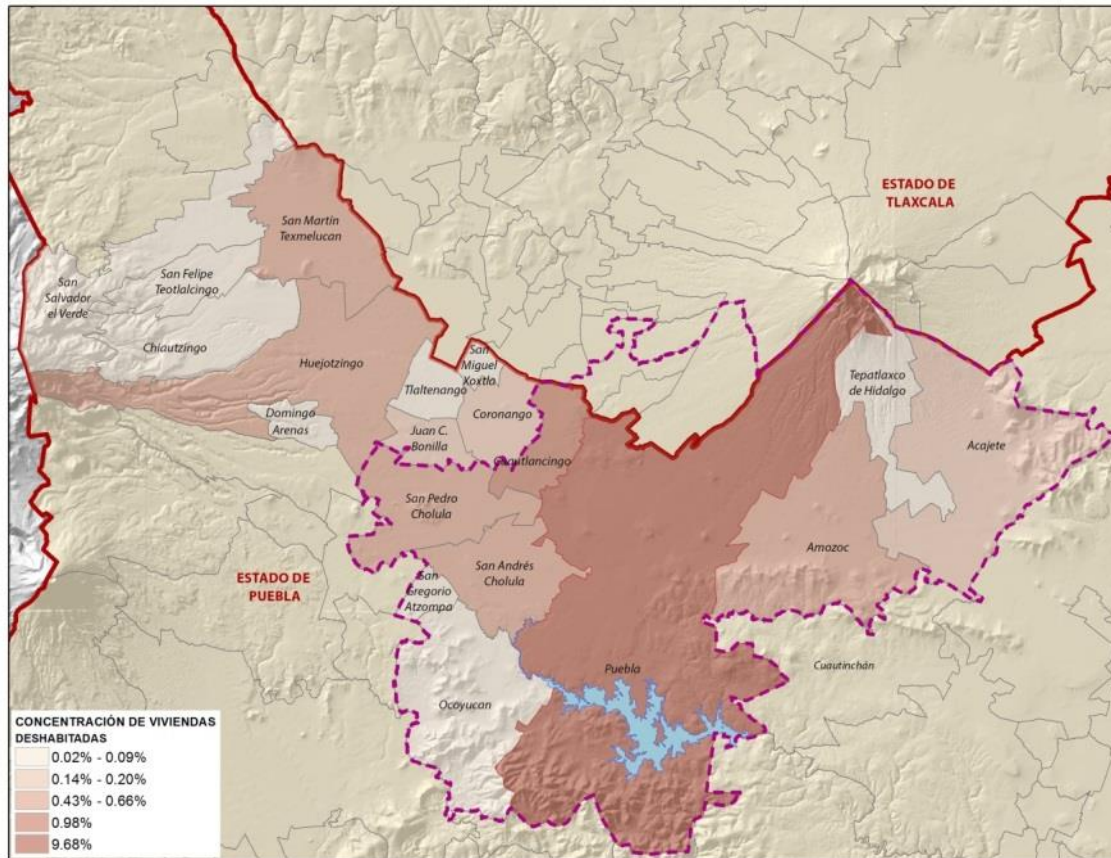 ESTADO DE
TLAXCALA
San Martín
Texmelucan
San
Salvador
el Verde
San Felipe
Teotlalcingo
Chiautzingo
Huejotzingo
San
Miguel
Xoxtla
Tlaltenango
Domingo
Arenas
Coronango
Juan C.
Bonilla
Cuautlancingo
Tepatlaxco
de Hidalgo
Acajete
San Pedro
Cholula
Amozoc
San Andrés
Cholula
ESTADO DE
PUEBLA
San
Gregorio
Atzompa
Puebla
Cuautinchán
Ocoyucan
CONCENTRACIÓN DE VIVIENDAS
DESHABITADAS
0.02% - 0.09%
0.14% - 0.20%
0.43% - 0.66%
0.98%
9.68%